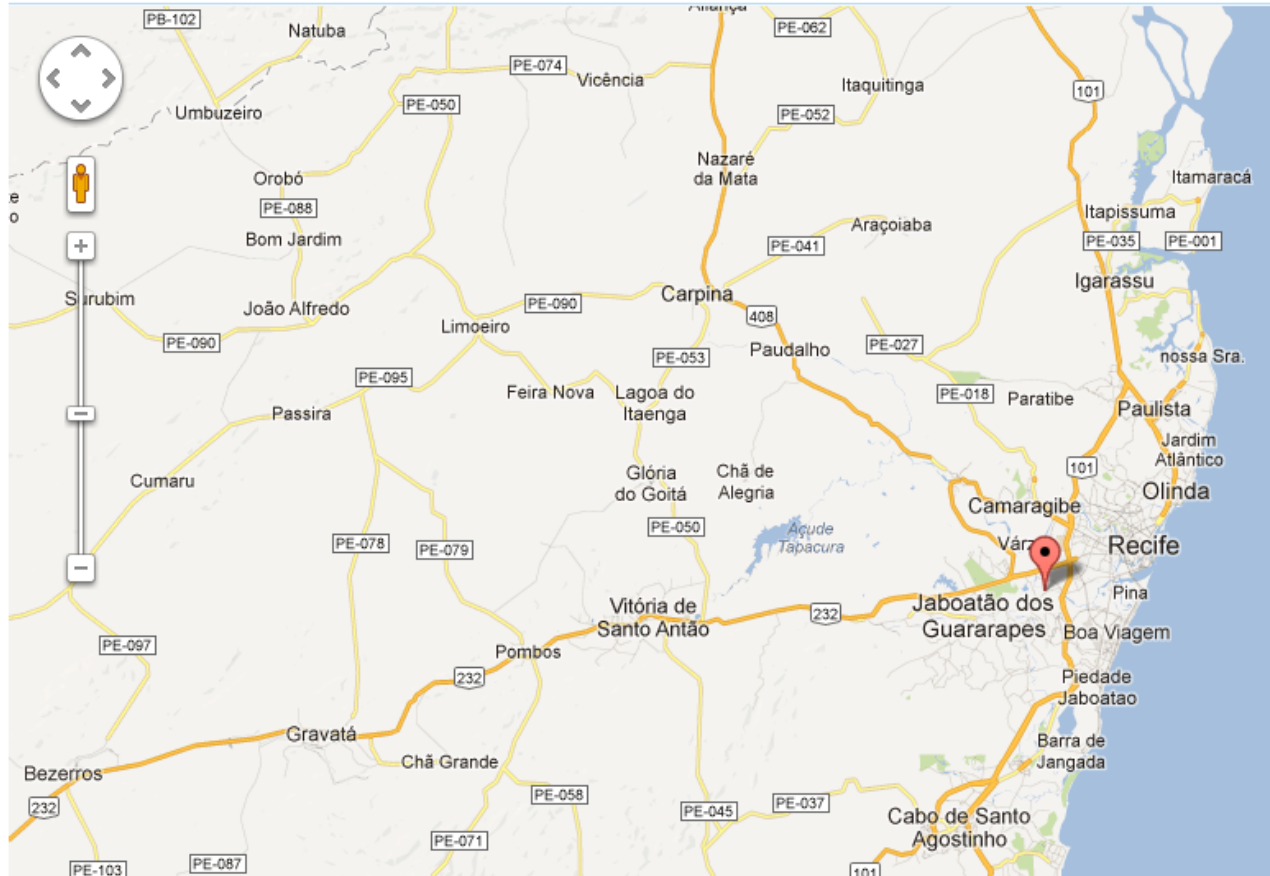 Aliança
PB-102
PE-062
Natuba
PE-074
Vicência
Itaquitinga
101
PE-050
Umbuzeiro
PE-052
Nazaré
da Mata
Orobó
Itamaracá
te
o
PE-088
Itapissuma
Araçoiaba
Bom Jardim
PE-041
PE-035
PE-001
Igarassu
Carpina
Surubim
PE-090
João Alfredo
408
Limoeiro
PE-090
PE-027
Paudalho
PE-053
nossa Sra.
PE-095
Feira Nova
Lagoa do
Itaenga
PE-018
Paratibe
Passira
Paulista
Jardim
Atlântico
101
Glória
do Goitá
Chã de
Alegria
Cumaru
Olinda
Camaragibe
PE-050
Açude
Tapacura
PE-078
PE-079
Várz
Recife
Pina
Vitória de
Santo Antão
232
Jaboatão dos
Guararapes
Boa Viagem
PE-097
Pombos
232
Piedade
Jaboatao
Gravatá
Barra de
Jangada
Chã Grande
Bezerros
PE-058
PE-037
232
PE-045
Cabo de Santo
Agostinho
PE-071
PE-087
PE-103
101